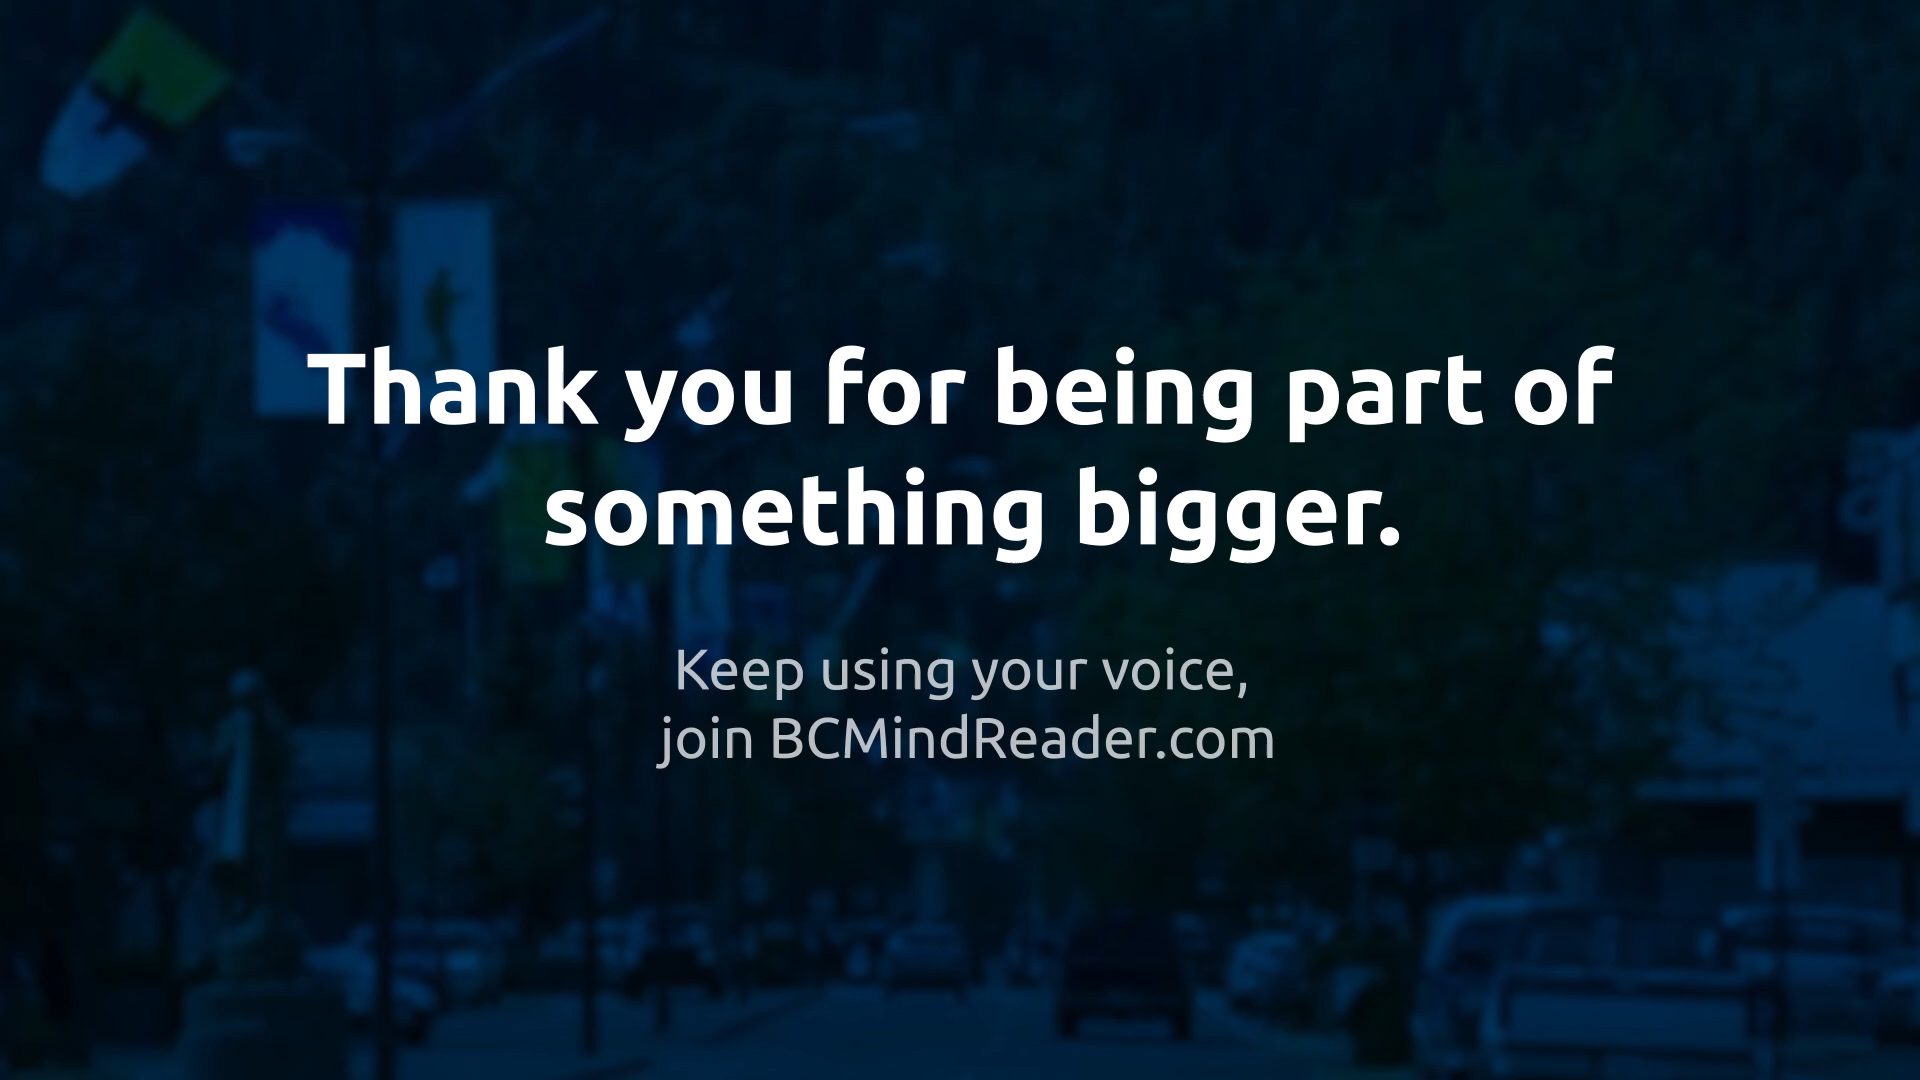 Thank you for being part of
something bigger.
Keep using your voice,
join BCMindReader.com